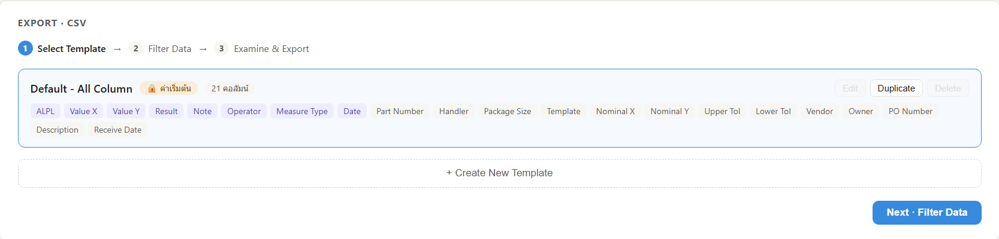 EXPORT · CSV
1 Select Template → 2 Filter Data → 3 Examine & Export
Default - All Column 🔒 ค่าเริ่มต้น 21 คอลัมน์ Edit Duplicate Delete
ALPL Value X Value Y Result Note Operator Measure Type Date Part Number Handler Package Size Template Nominal X Nominal Y Upper Tol Lower Tol Vendor Owner PO Number
Description Receive Date
+ Create New Template
Next · Filter Data